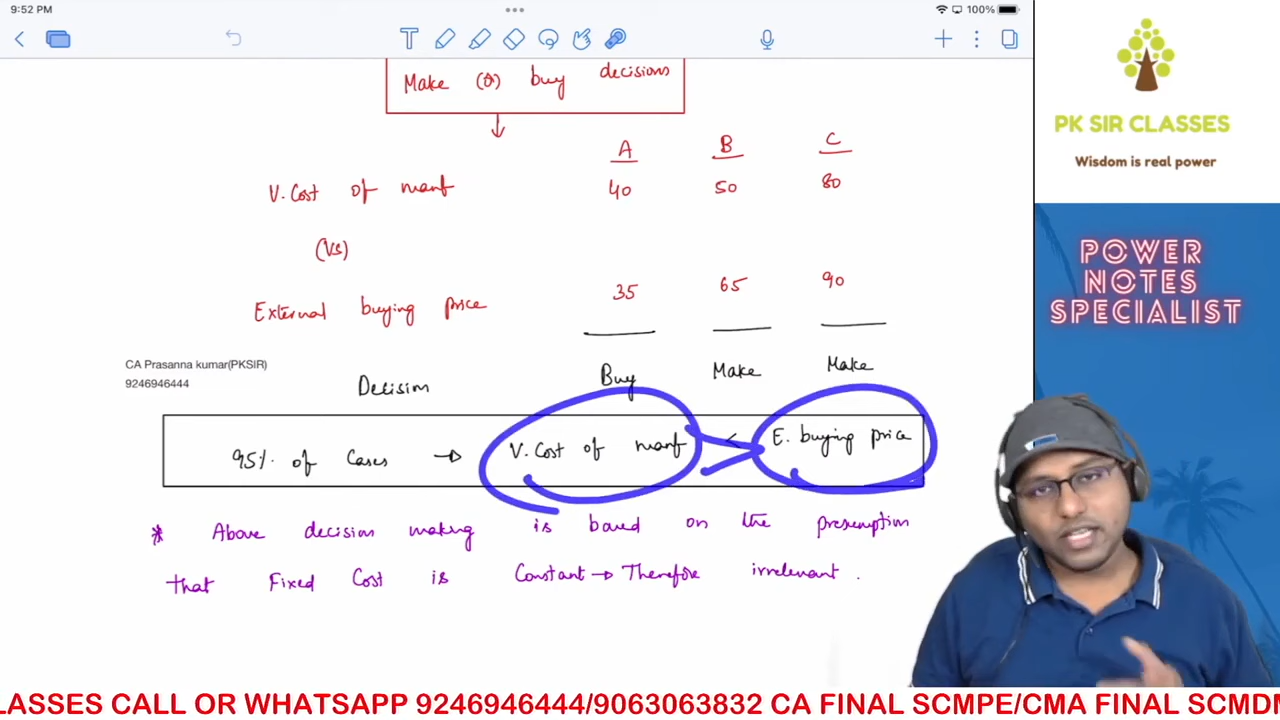 9:52 PM
100%
Make (or) buy decisions
A B C
V. Cost of manf 40 50 80
(Vs)
External buying price 35 65 90
CA Prasanna kumar(PKSIR)
9246946444
Decision Buy Make Make
95% of Cases → V. Cost of manf < E. buying price
* Above decision making is based on the presumption
that Fixed Cost is Constant → Therefore irrelevant.
PK SIR CLASSES
Wisdom is real power
POWER
NOTES
SPECIALIST
LASSES CALL OR WHATSAPP 9246946444/9063063832 CA FINAL SCMPE/CMA FINAL SCMD